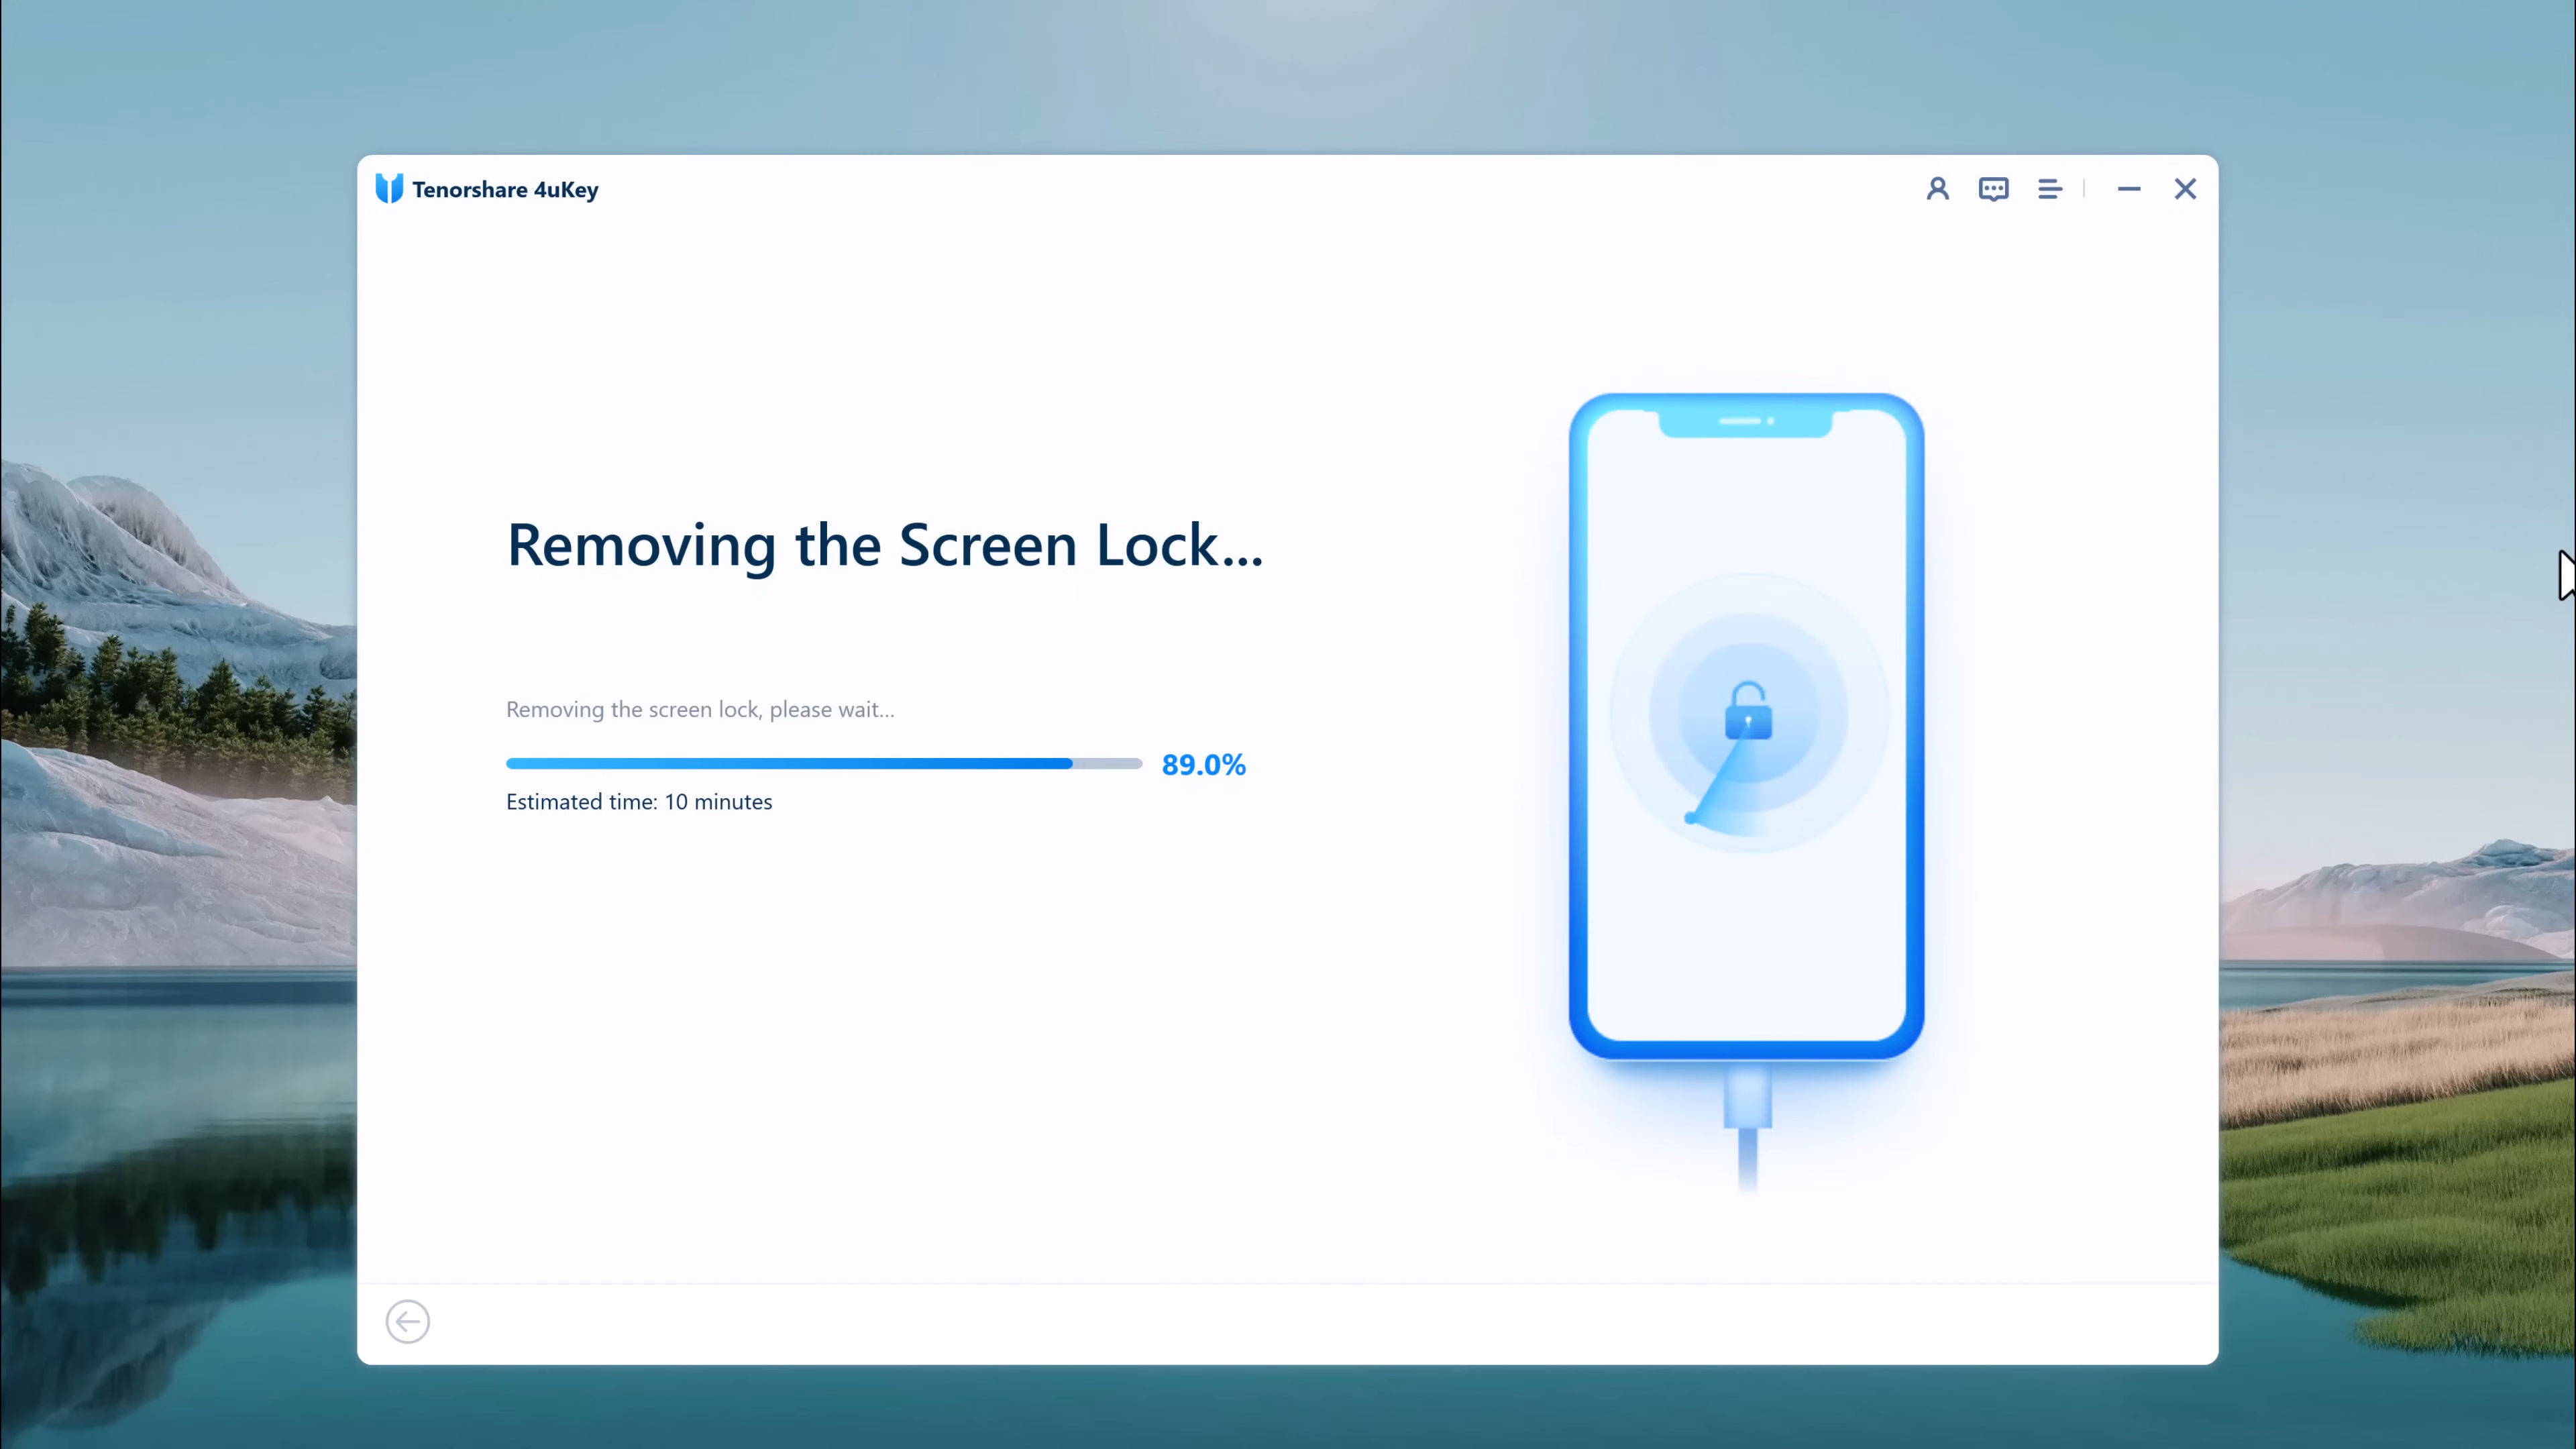 Tenorshare 4uKey
Removing the Screen Lock...
Removing the screen lock, please wait...
89.0%
Estimated time: 10 minutes